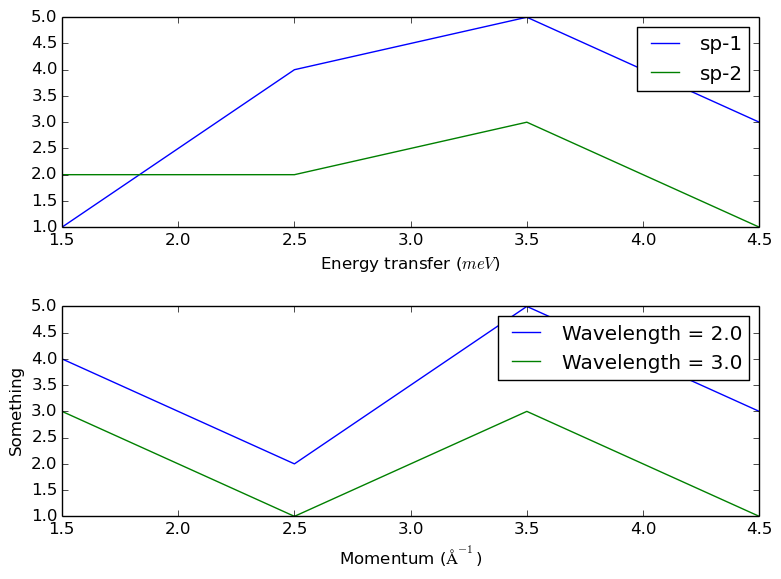 5.0
4.5
4.0
3.5
3.0
2.5
2.0
1.5
1.0
sp-1
sp-2
1.5 2.0 2.5 3.0 3.5 4.0 4.5
Energy transfer (meV)
5.0
4.5
4.0
3.5
3.0
2.5
2.0
1.5
1.0
Something
Wavelength = 2.0
Wavelength = 3.0
1.5 2.0 2.5 3.0 3.5 4.0 4.5
Momentum (Å⁻¹)